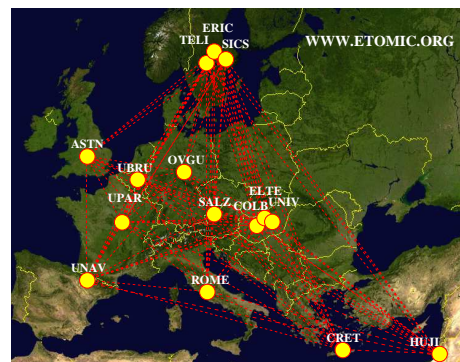 ERIC
TELI SICS
WWW.ETOMIC.ORG
ASTN
UBRU
OVGU
UPAR
SALZ
ELTE
COLB UNIV
UNAV
ROME
CRET
HUJI